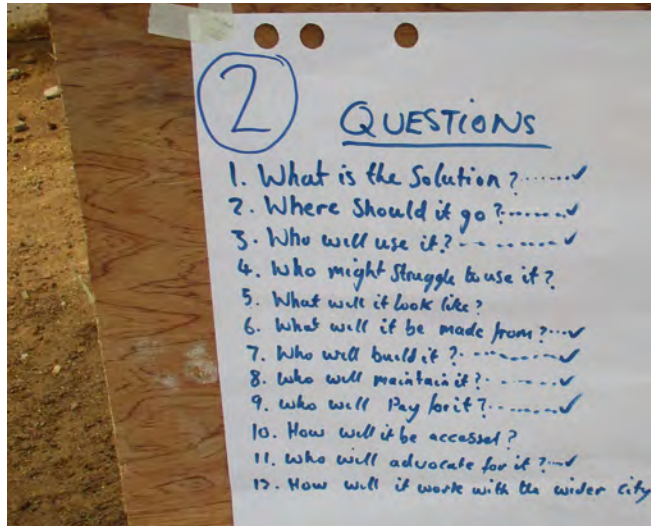 2
QUESTIONS
1. What is the Solution?......✓
2. Where Should it go?......✓
3. Who will use it?--.......✓
4. Who might Struggle to use it?
5. What will it look like?
6. What will it be made from?...✓
7. Who will build it?.......✓
8. Who will maintain it?......✓
9. Who will Pay for it?......✓
10. How will it be accessed?
11. Who will advocate for it?..✓
12. How will it work with the wider city